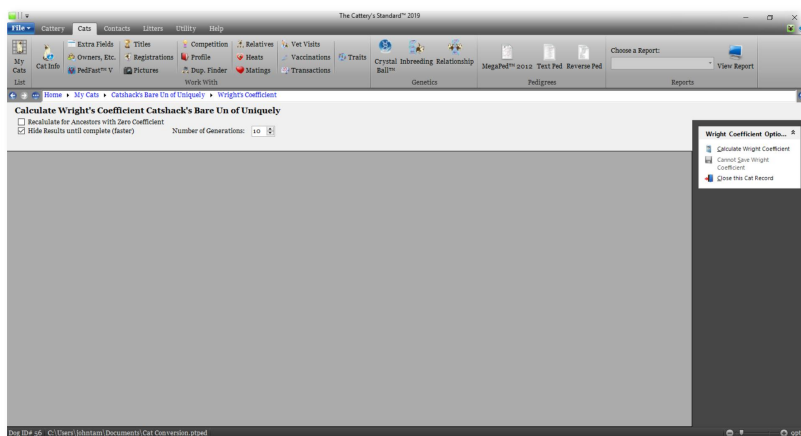 The Cattery's Standard™ 2019
File Cattery Cats Contacts Litters Utility Help
My Cats
Cat Info
Extra Fields
Owners, Etc.
PedFast™ V
Titles
Registrations
Pictures
Competition
Profile
Dup. Finder
Relatives
Heats
Matings
Vet Visits
Vaccinations
Transactions
Traits
Crystal Ball™
Inbreeding
Relationship
MegaPed™ 2012
Text Ped
Reverse Ped
Choose a Report:
View Report
List
Work With
Genetics
Pedigrees
Reports
Home ▸ My Cats ▸ Catshack's Bare Un of Uniquely ▸ Wright's Coefficient
Calculate Wright's Coefficient Catshack's Bare Un of Uniquely
Recalulate for Ancestors with Zero Coefficient
Hide Results until complete (faster) Number of Generations: 10
Wright Coefficient Optio...
Calculate Wright Coefficient
Cannot Save Wright
Coefficient
Close this Cat Record
Dog ID# 56 C:\Users\johntam\Documents\Cat Conversion.ptped